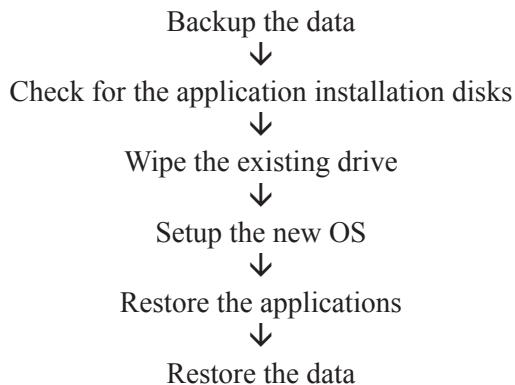 Backup the data
↓
Check for the application installation disks
↓
Wipe the existing drive
↓
Setup the new OS
↓
Restore the applications
↓
Restore the data